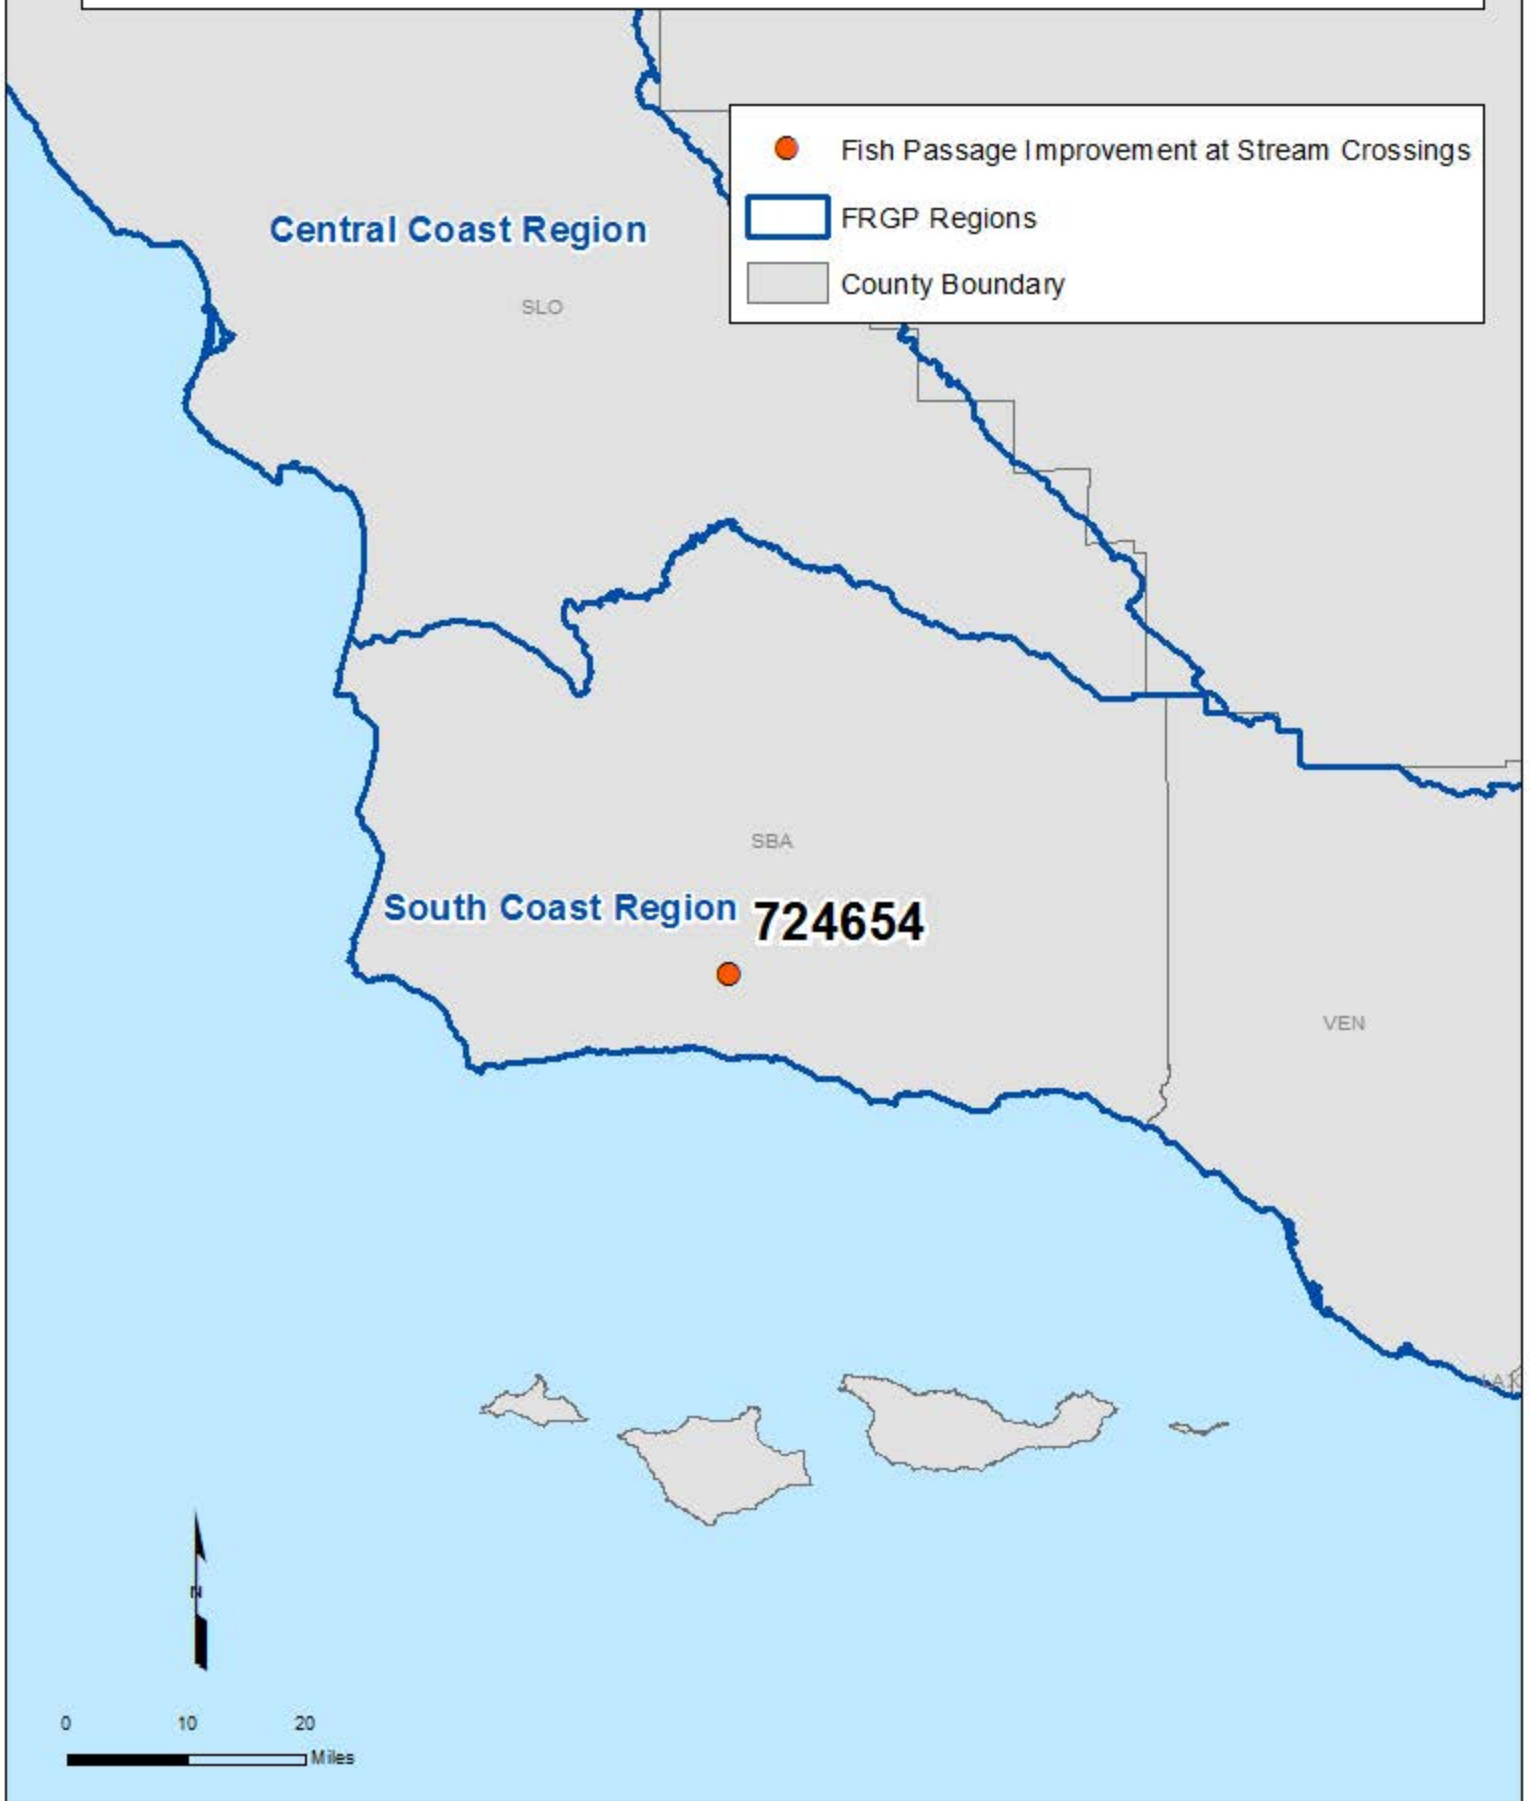 Fish Passage Improvement at Stream Crossings
FRGP Regions
County Boundary
Central Coast Region
SLO
SBA
South Coast Region
724654
VEN
LAX
N
0 10 20
Miles